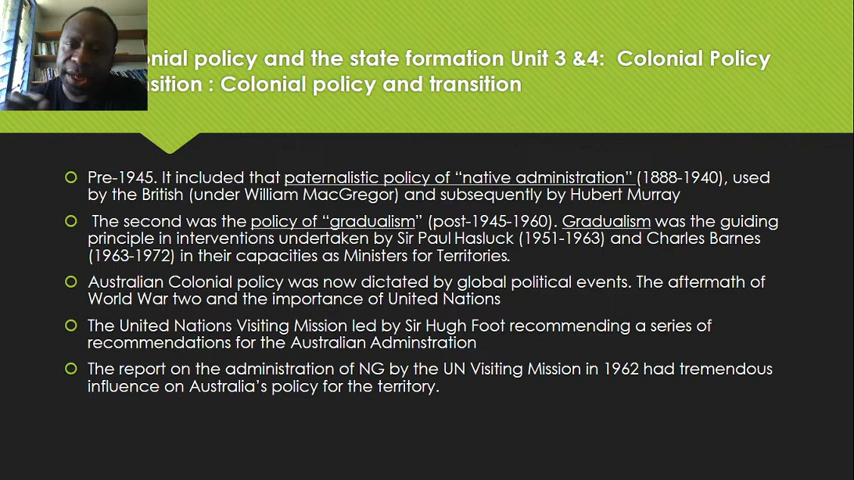 nial policy and the state formation Unit 3 &4: Colonial Policy
sition : Colonial policy and transition
Pre-1945. It included that paternalistic policy of “native administration” (1888-1940), used
by the British (under William MacGregor) and subsequently by Hubert Murray
The second was the policy of “gradualism” (post-1945-1960). Gradualism was the guiding
principle in interventions undertaken by Sir Paul Hasluck (1951-1963) and Charles Barnes
(1963-1972) in their capacities as Ministers for Territories.
Australian Colonial policy was now dictated by global political events. The aftermath of
World War two and the importance of United Nations
The United Nations Visiting Mission led by Sir Hugh Foot recommending a series of
recommendations for the Australian Adminstration
The report on the administration of NG by the UN Visiting Mission in 1962 had tremendous
influence on Australia’s policy for the territory.